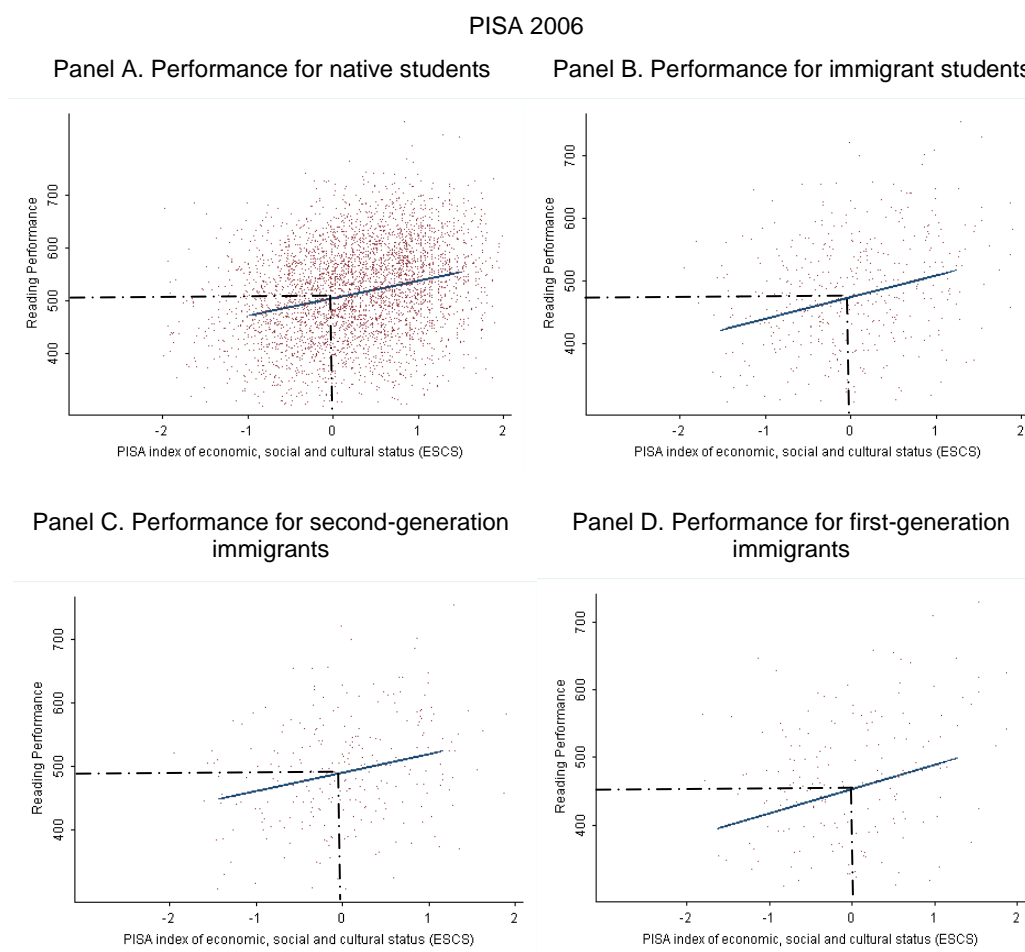 PISA 2006
Panel A. Performance for native students
Panel B. Performance for immigrant students
Reading Performance
700
600
500
400
-2 -1 0 1 2
PISA index of economic, social and cultural status (ESCS)
Reading Performance
700
600
500
400
-2 -1 0 1 2
PISA index of economic, social and cultural status (ESCS)
Panel C. Performance for second-generation
immigrants
Panel D. Performance for first-generation
immigrants
Reading Performance
700
600
500
400
-2 -1 0 1 2
PISA index of economic, social and cultural status (ESCS)
Reading Performance
700
600
500
400
-2 -1 0 1 2
PISA index of economic, social and cultural status (ESCS)